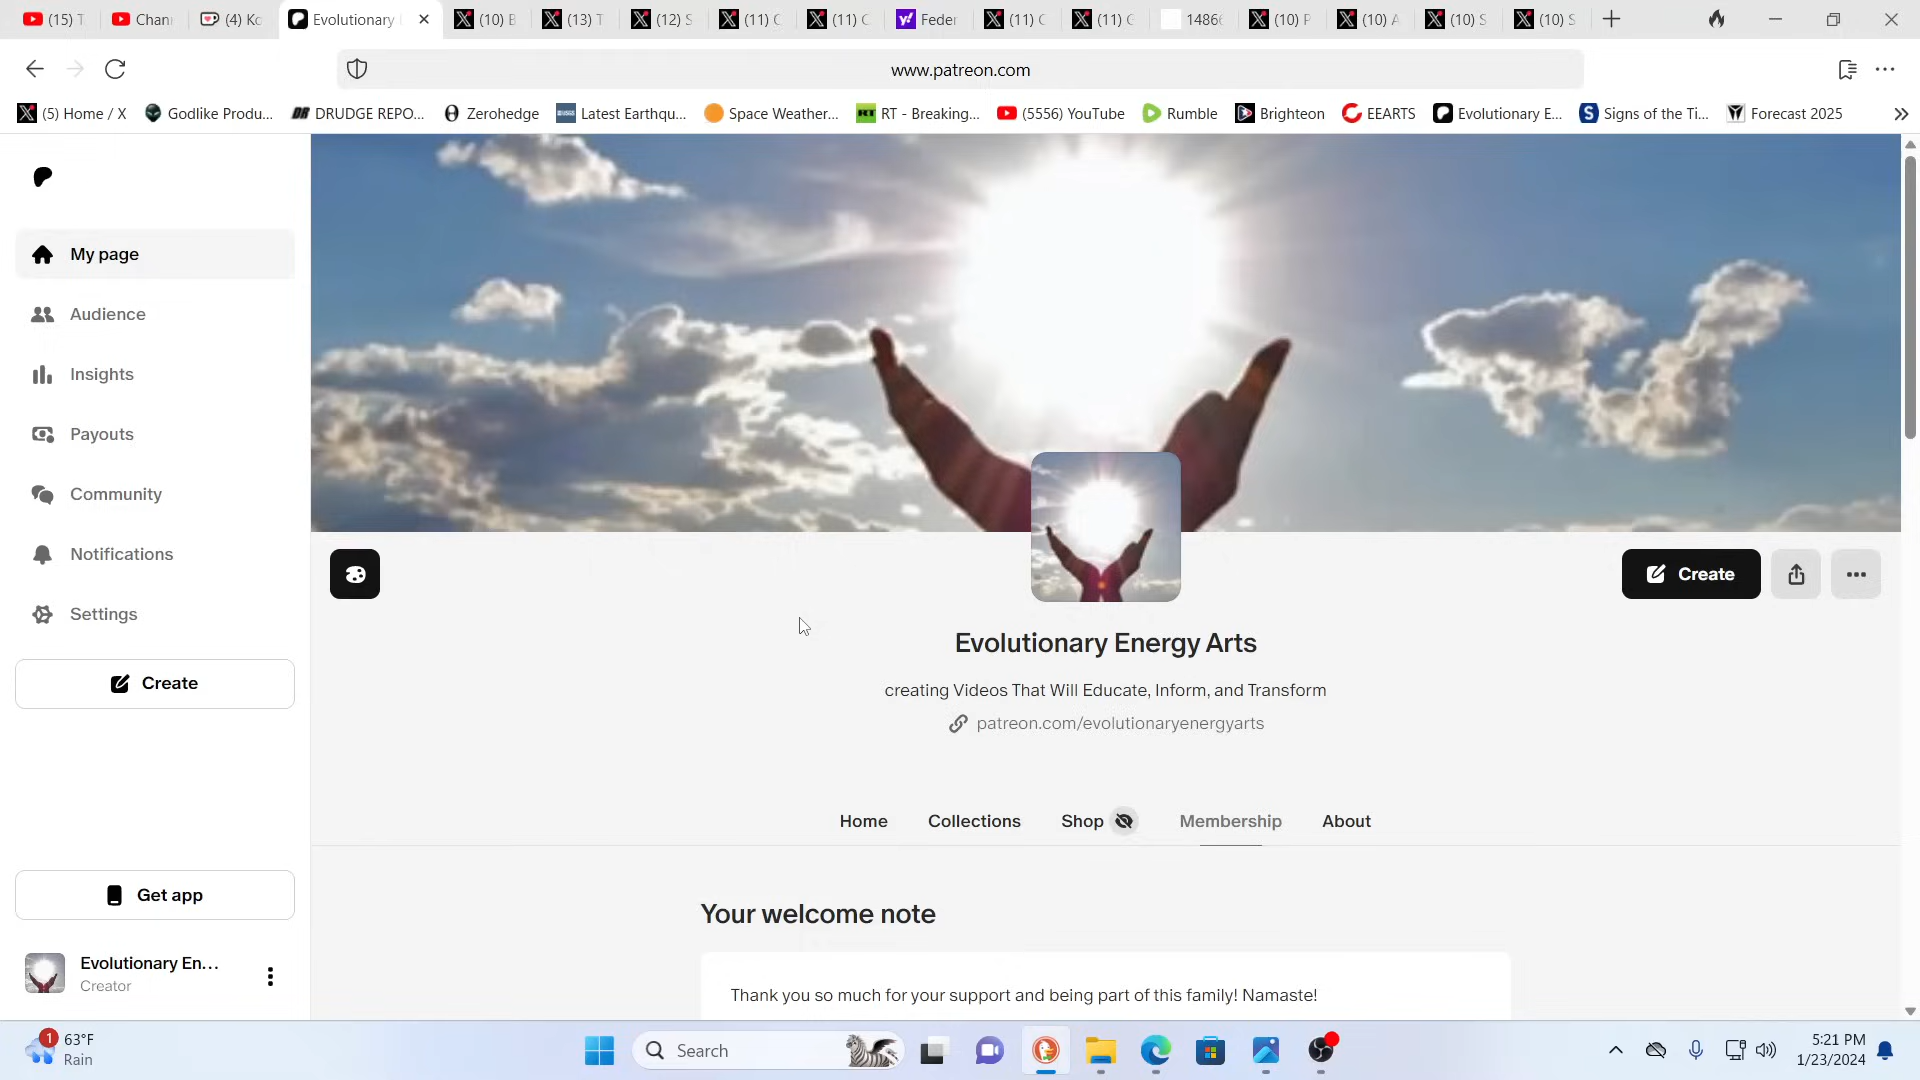 (15) T
Chan
(4) Ko
Evolutionary
(10) B
(13) T
(12) S
(11) C
(11) C
Feder
(11) C
(11) G
1486
(10) P
(10) A
(10) S
(10) S
www.patreon.com
(5) Home / X
Godlike Produ...
DRUDGE REPO...
Zerohedge
Latest Earthqu...
Space Weather...
RT - Breaking...
(5556) YouTube
Rumble
Brighteon
EEARTS
Evolutionary E...
Signs of the Ti...
Forecast 2025
My page
Audience
Insights
Payouts
Community
Notifications
Settings
Create
Get app
Evolutionary En...
Creator
Create
Evolutionary Energy Arts
creating Videos That Will Educate, Inform, and Transform
patreon.com/evolutionaryenergyarts
Home
Collections
Shop
Membership
About
Your welcome note
Thank you so much for your support and being part of this family! Namaste!
1
63°F
Rain
Search
5:21 PM
1/23/2024